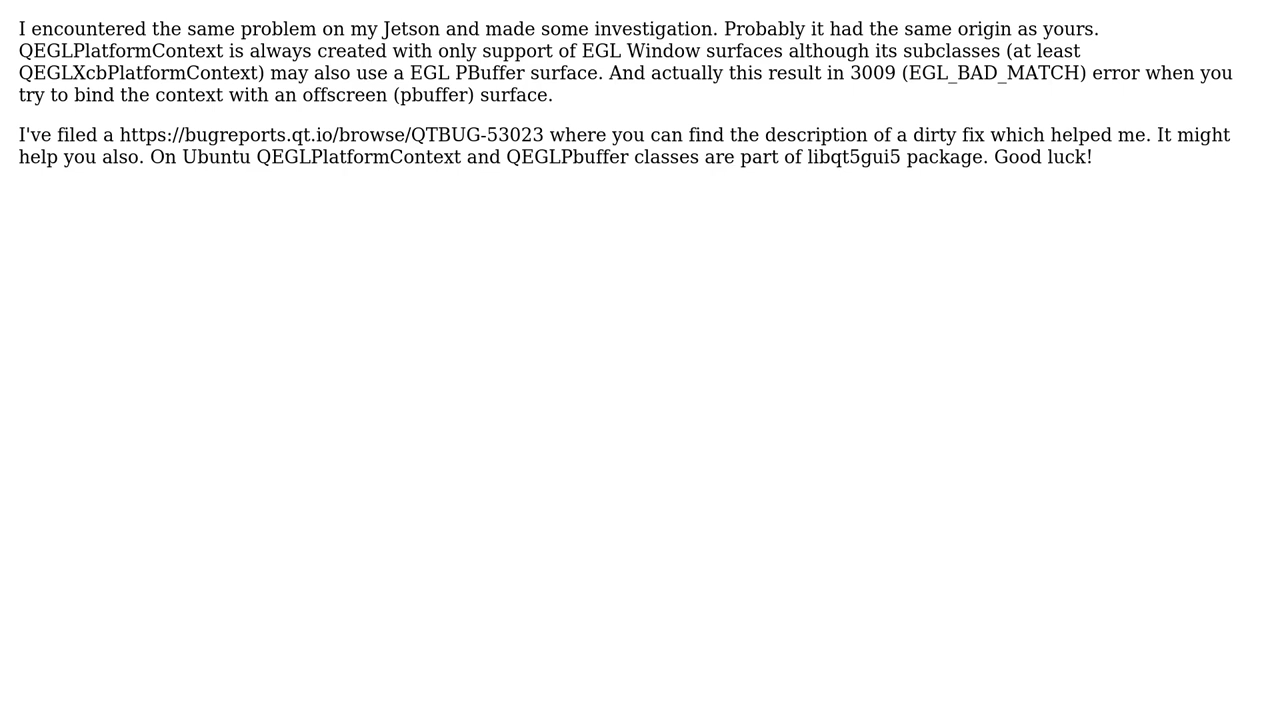 I encountered the same problem on my Jetson and made some investigation. Probably it had the same origin as yours.
QEGLPlatformContext is always created with only support of EGL Window surfaces although its subclasses (at least
QEGLXcbPlatformContext) may also use a EGL PBuffer surface. And actually this result in 3009 (EGL_BAD_MATCH) error when you
try to bind the context with an offscreen (pbuffer) surface.
I've filed a https://bugreports.qt.io/browse/QTBUG-53023 where you can find the description of a dirty fix which helped me. It might
help you also. On Ubuntu QEGLPlatformContext and QEGLPbuffer classes are part of libqt5gui5 package. Good luck!